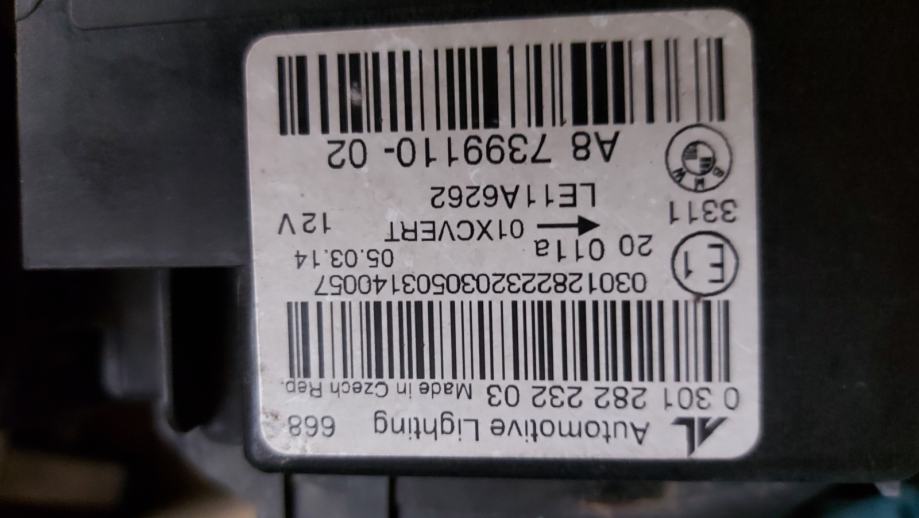 AL Automotive Lighting 668
0 301 282 232 03 Made in Czech Rep.
0301282232030503140057
E1 20 011a 05.03.14
→ 01XCVERT 12V
3311 LE11A6262
BMW A8 7399110-02